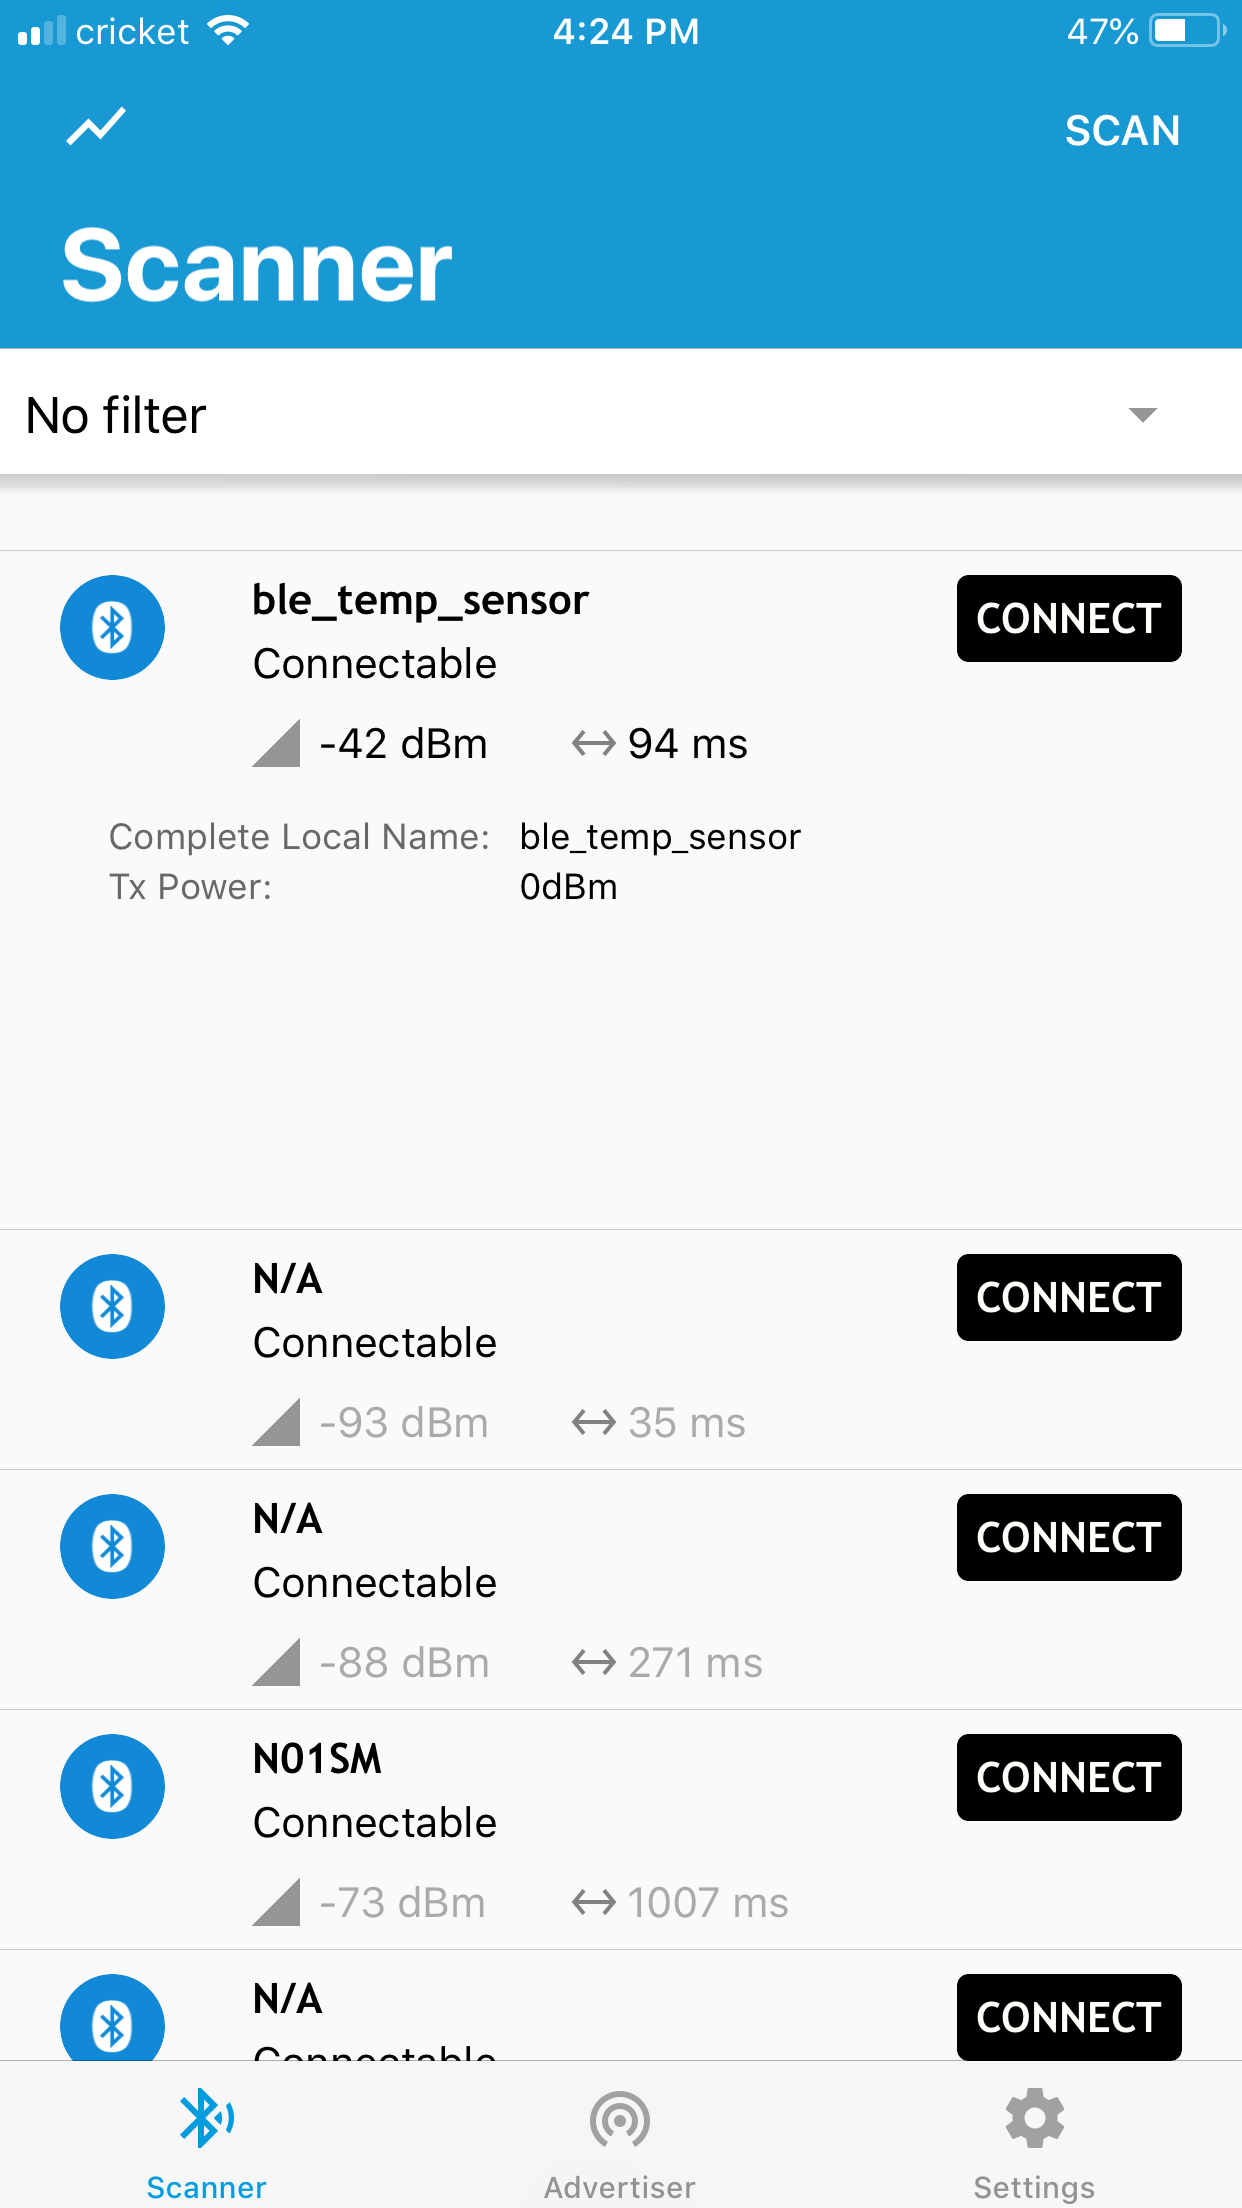 cricket 4:24 PM 47%
SCAN
Scanner
No filter
ble_temp_sensor CONNECT
Connectable
-42 dBm 94 ms
Complete Local Name: ble_temp_sensor
Tx Power: 0dBm
N/A CONNECT
Connectable
-93 dBm 35 ms
N/A CONNECT
Connectable
-88 dBm 271 ms
N01SM CONNECT
Connectable
-73 dBm 1007 ms
N/A CONNECT
Connectable
Scanner Advertiser Settings